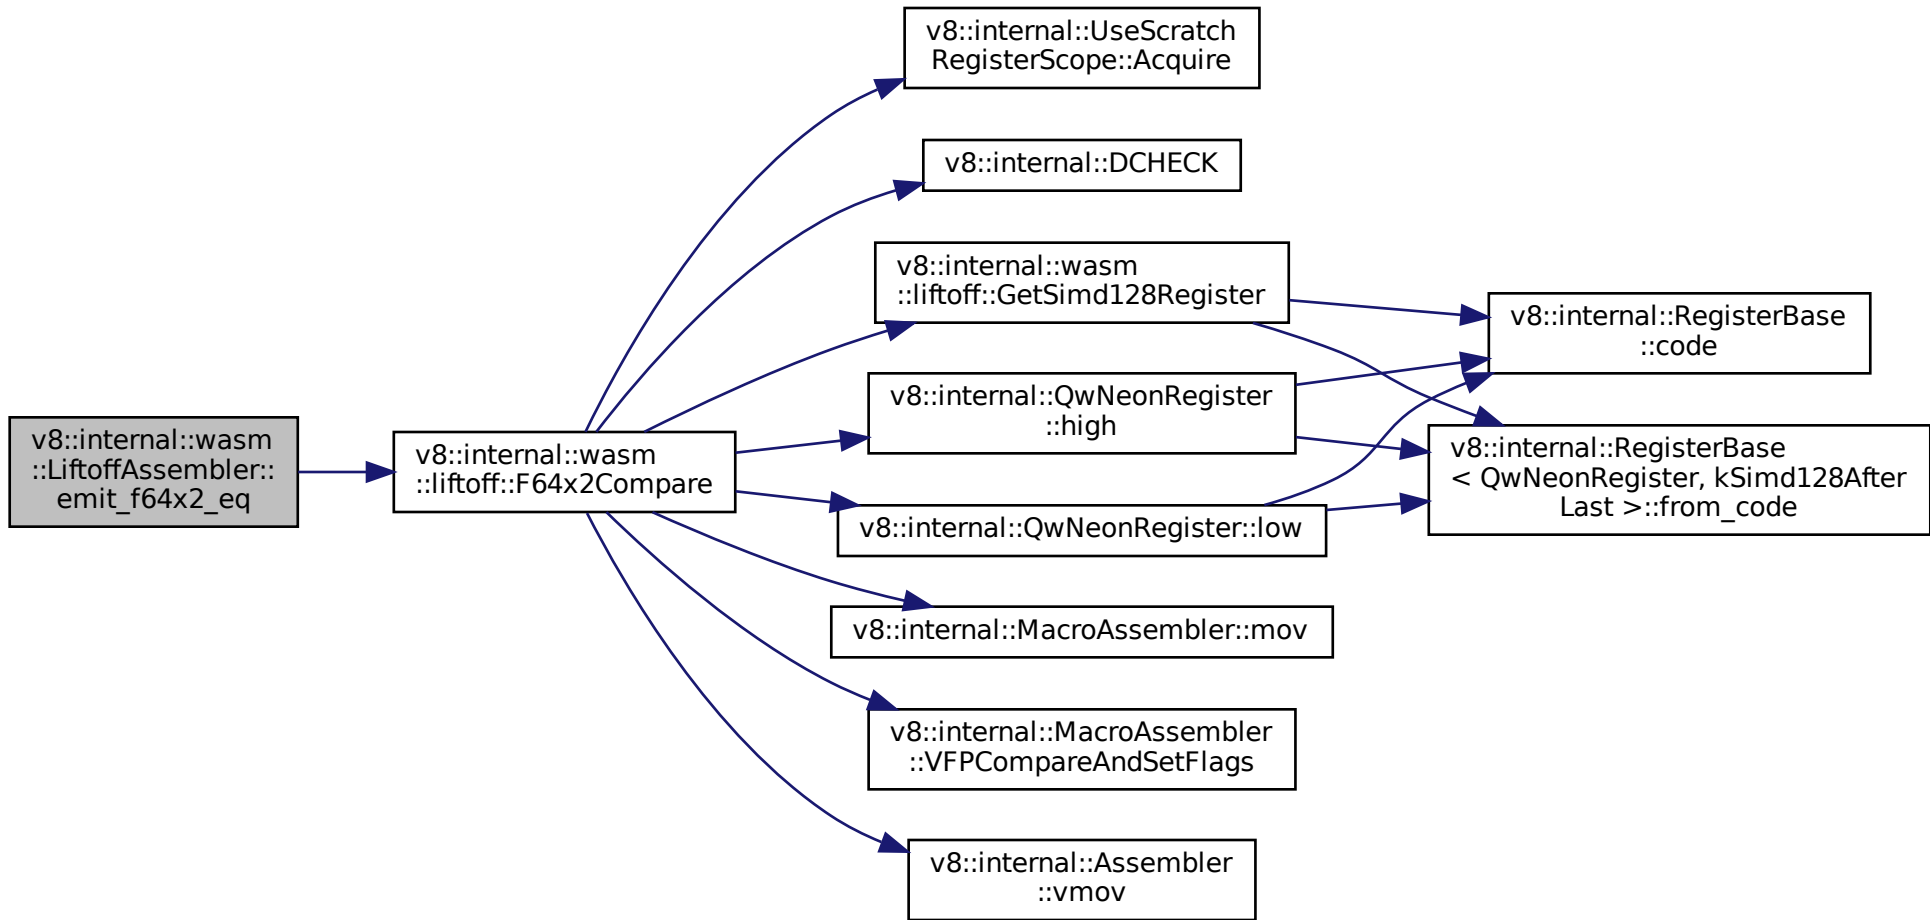 v8::internal::UseScratch
RegisterScope::Acquire
v8::internal::DCHECK
v8::internal::wasm
::liftoff::GetSimd128Register
v8::internal::RegisterBase
::code
v8::internal::QwNeonRegister
::high
v8::internal::wasm
::LiftoffAssembler::
emit_f64x2_eq
v8::internal::wasm
::liftoff::F64x2Compare
v8::internal::RegisterBase
< QwNeonRegister, kSimd128After
Last >::from_code
v8::internal::QwNeonRegister::low
v8::internal::MacroAssembler::mov
v8::internal::MacroAssembler
::VFPCompareAndSetFlags
v8::internal::Assembler
::vmov